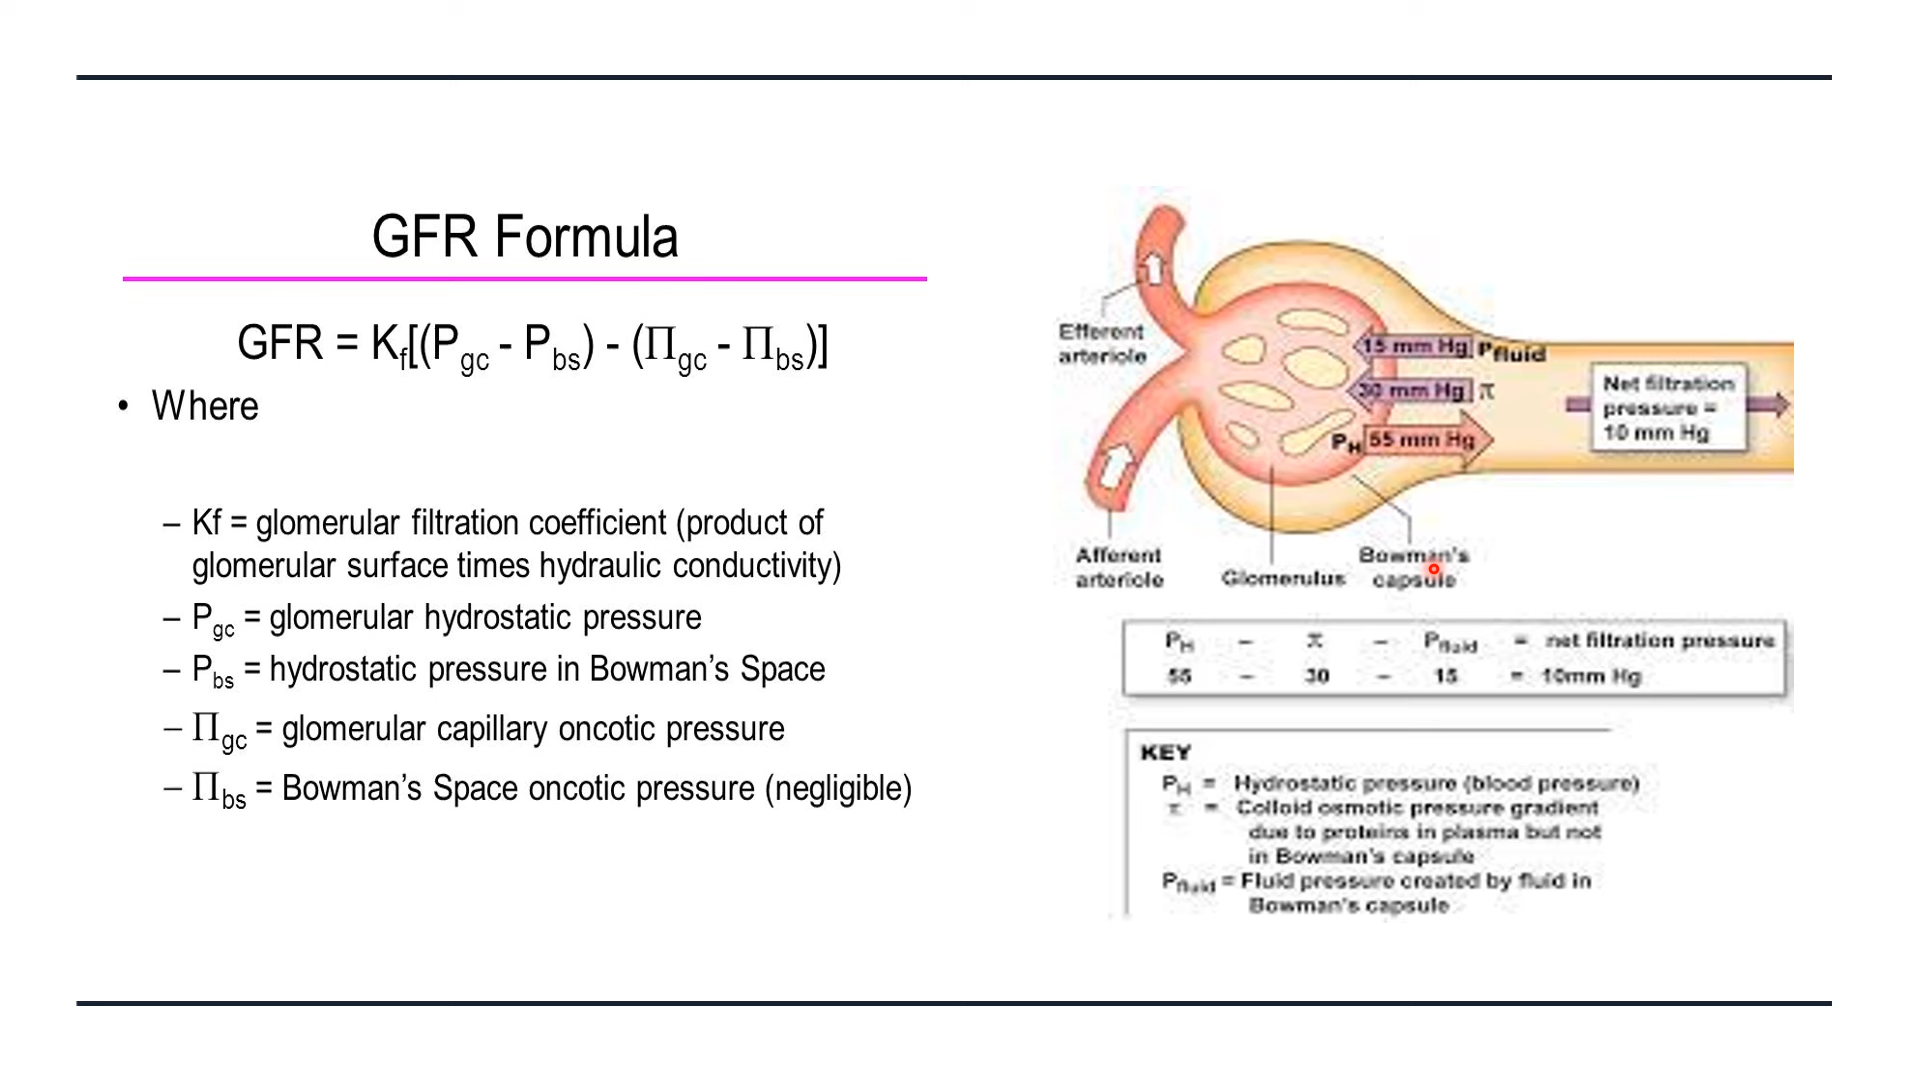 GFR Formula
GFR = Kf[(Pgc - Pbs) - (Πgc - Πbs)]
• Where
– Kf = glomerular filtration coefficient (product of
glomerular surface times hydraulic conductivity)
– Pgc = glomerular hydrostatic pressure
– Pbs = hydrostatic pressure in Bowman’s Space
– Πgc = glomerular capillary oncotic pressure
– Πbs = Bowman’s Space oncotic pressure (negligible)
Efferent
arteriole
15 mm Hg Pfluid
30 mm Hg π
PH 55 mm Hg
Net filtration
pressure =
10 mm Hg
Afferent
arteriole
Glomerulus
Bowman's
capsule
PH – π – Pfluid = net filtration pressure
55 – 30 – 15 = 10mm Hg
KEY
PH = Hydrostatic pressure (blood pressure)
π = Colloid osmotic pressure gradient
due to proteins in plasma but not
in Bowman's capsule
Pfluid = Fluid pressure created by fluid in
Bowman's capsule